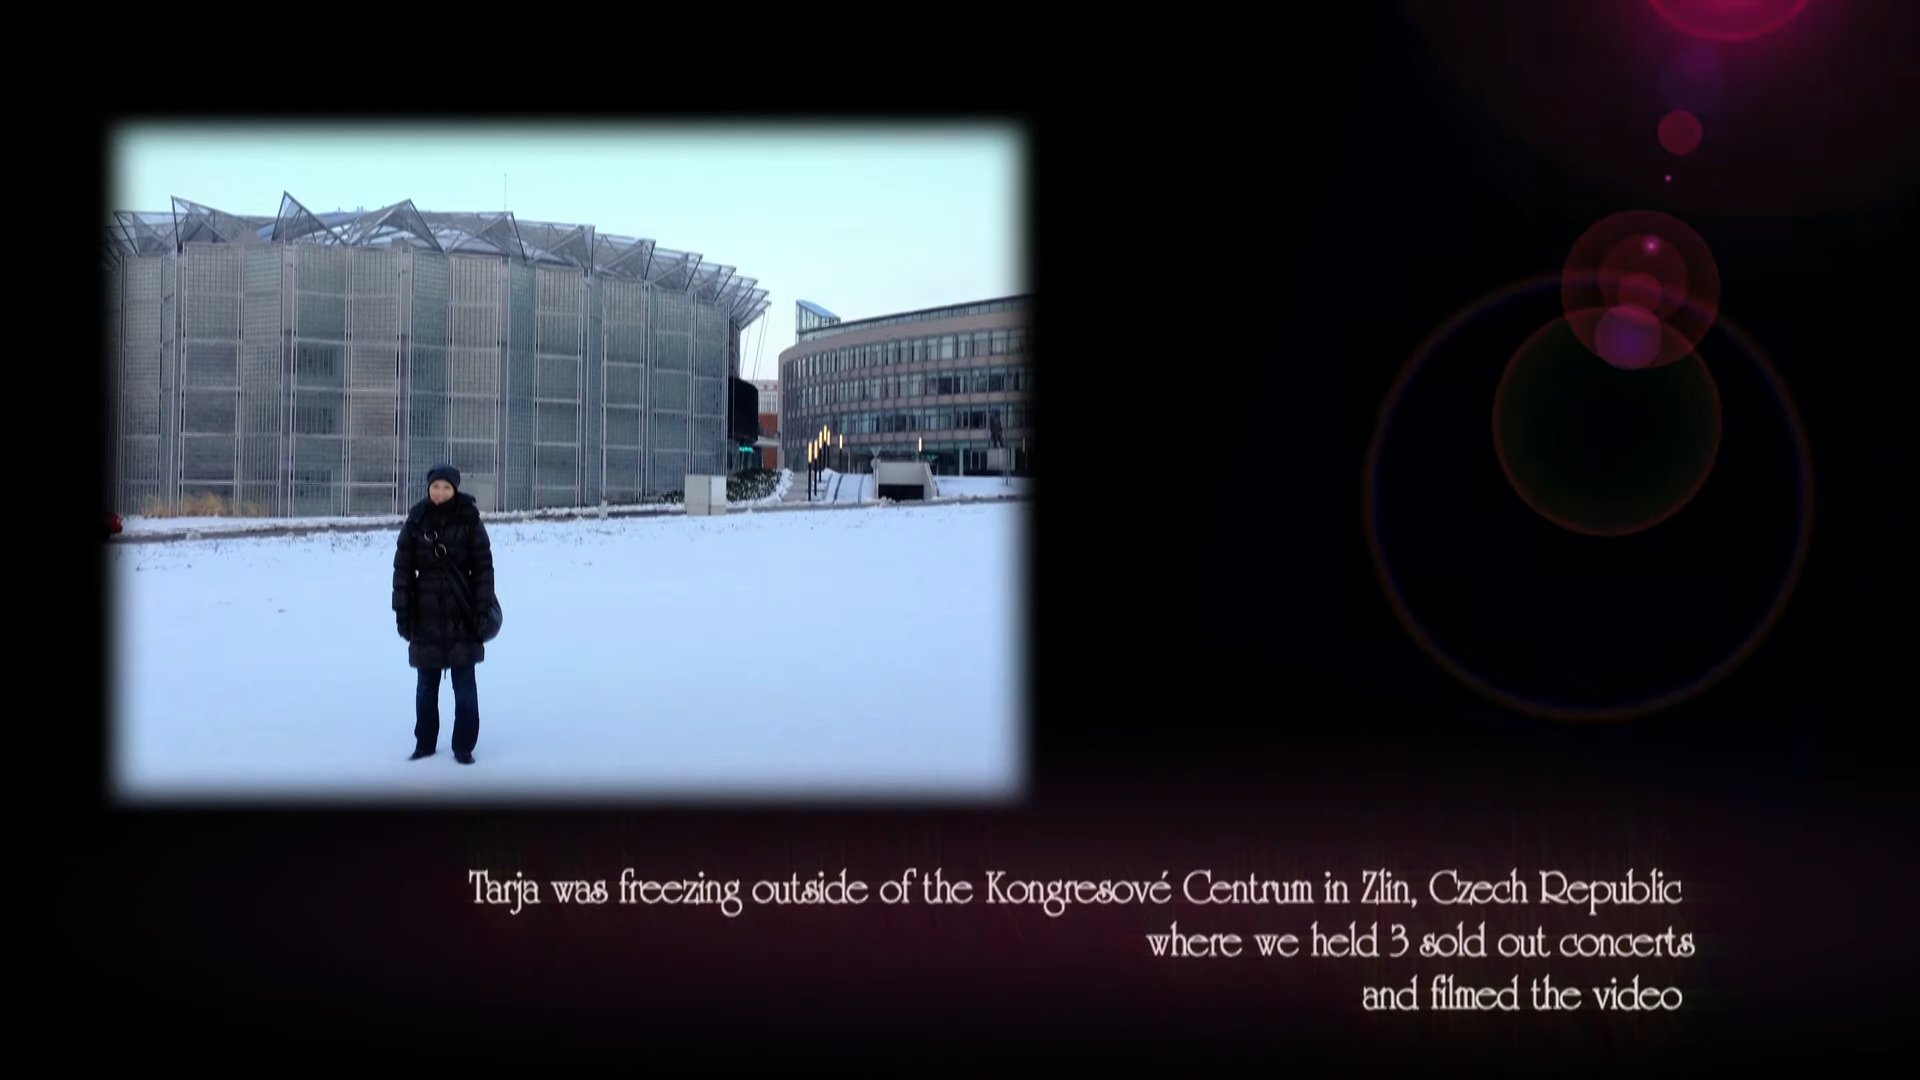 Tarja was freezing outside of the Kongresové Centrum in Zlin, Czech Republic
where we held 3 sold out concerts
and filmed the video